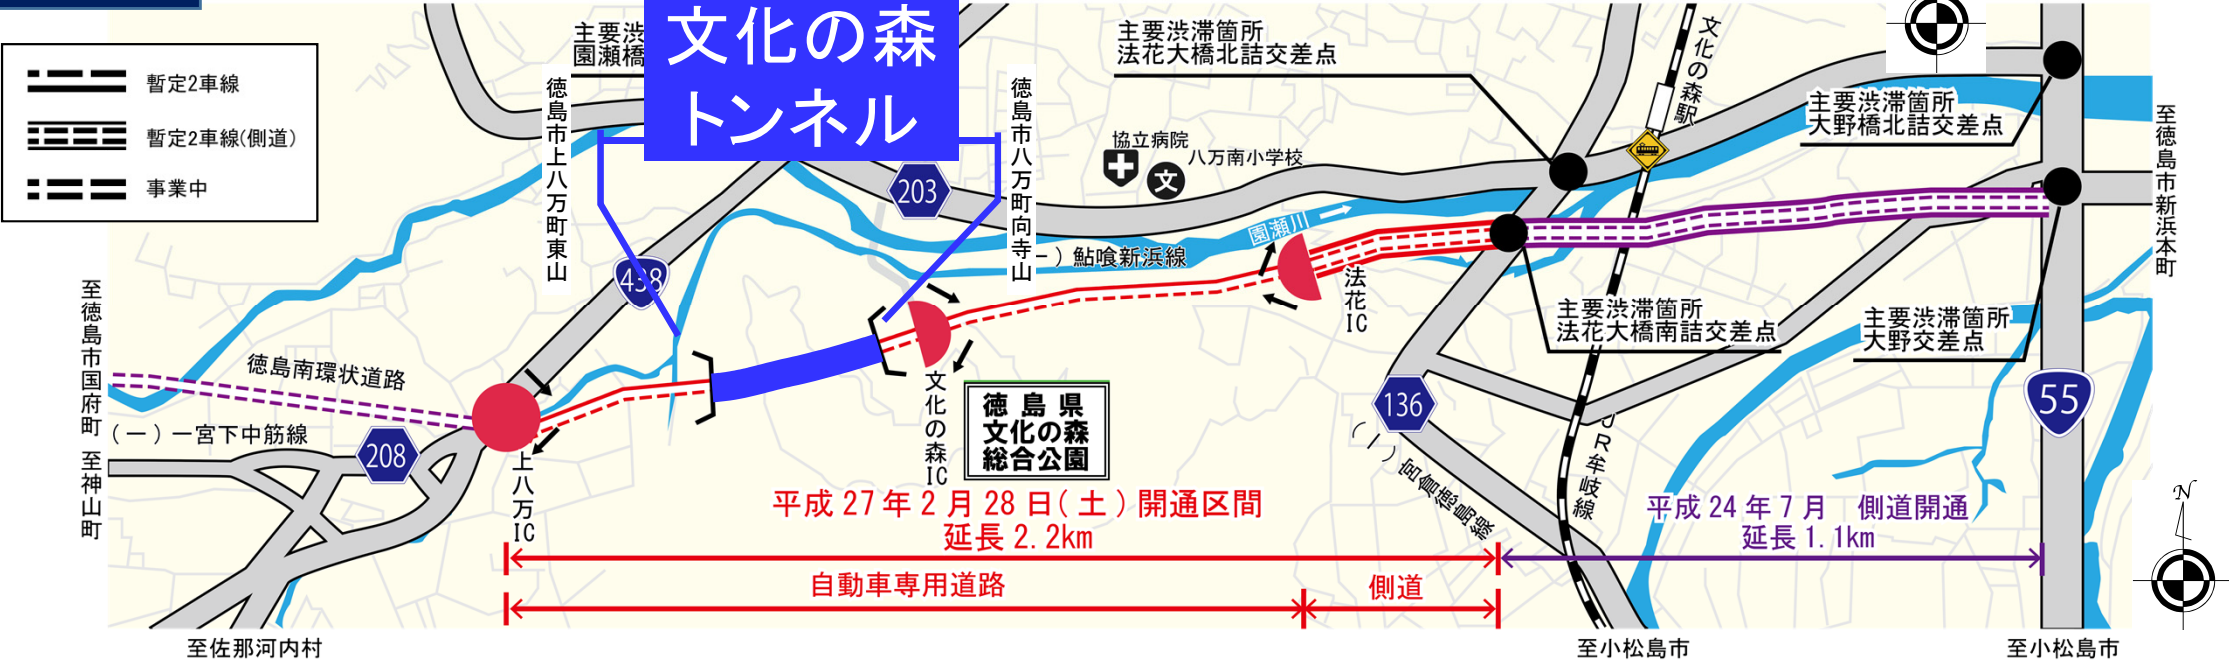 暫定2車線
暫定2車線(側道)
事業中
主要渋
園瀬橋
文化の森
トンネル
徳島市上八万町東山
徳島市八万町向寺山
主要渋滞箇所
法花大橋北詰交差点
文化の森駅
主要渋滞箇所
大野橋北詰交差点
至徳島市新浜本町
協立病院
八万南小学校
文
203
園瀬川
一）鮎喰新浜線
438
法花IC
主要渋滞箇所
法花大橋南詰交差点
主要渋滞箇所
大野交差点
至徳島市国府町
徳島南環状道路
(一)一宮下中筋線
208
至神山町
上八万IC
文化の森IC
徳島県
文化の森
総合公園
136
(一)宮倉徳島線
JR牟岐線
55
N
平成27年2月28日(土)開通区間
延長2.2km
平成24年7月 側道開通
延長1.1km
自動車専用道路
側道
至佐那河内村
至小松島市
至小松島市